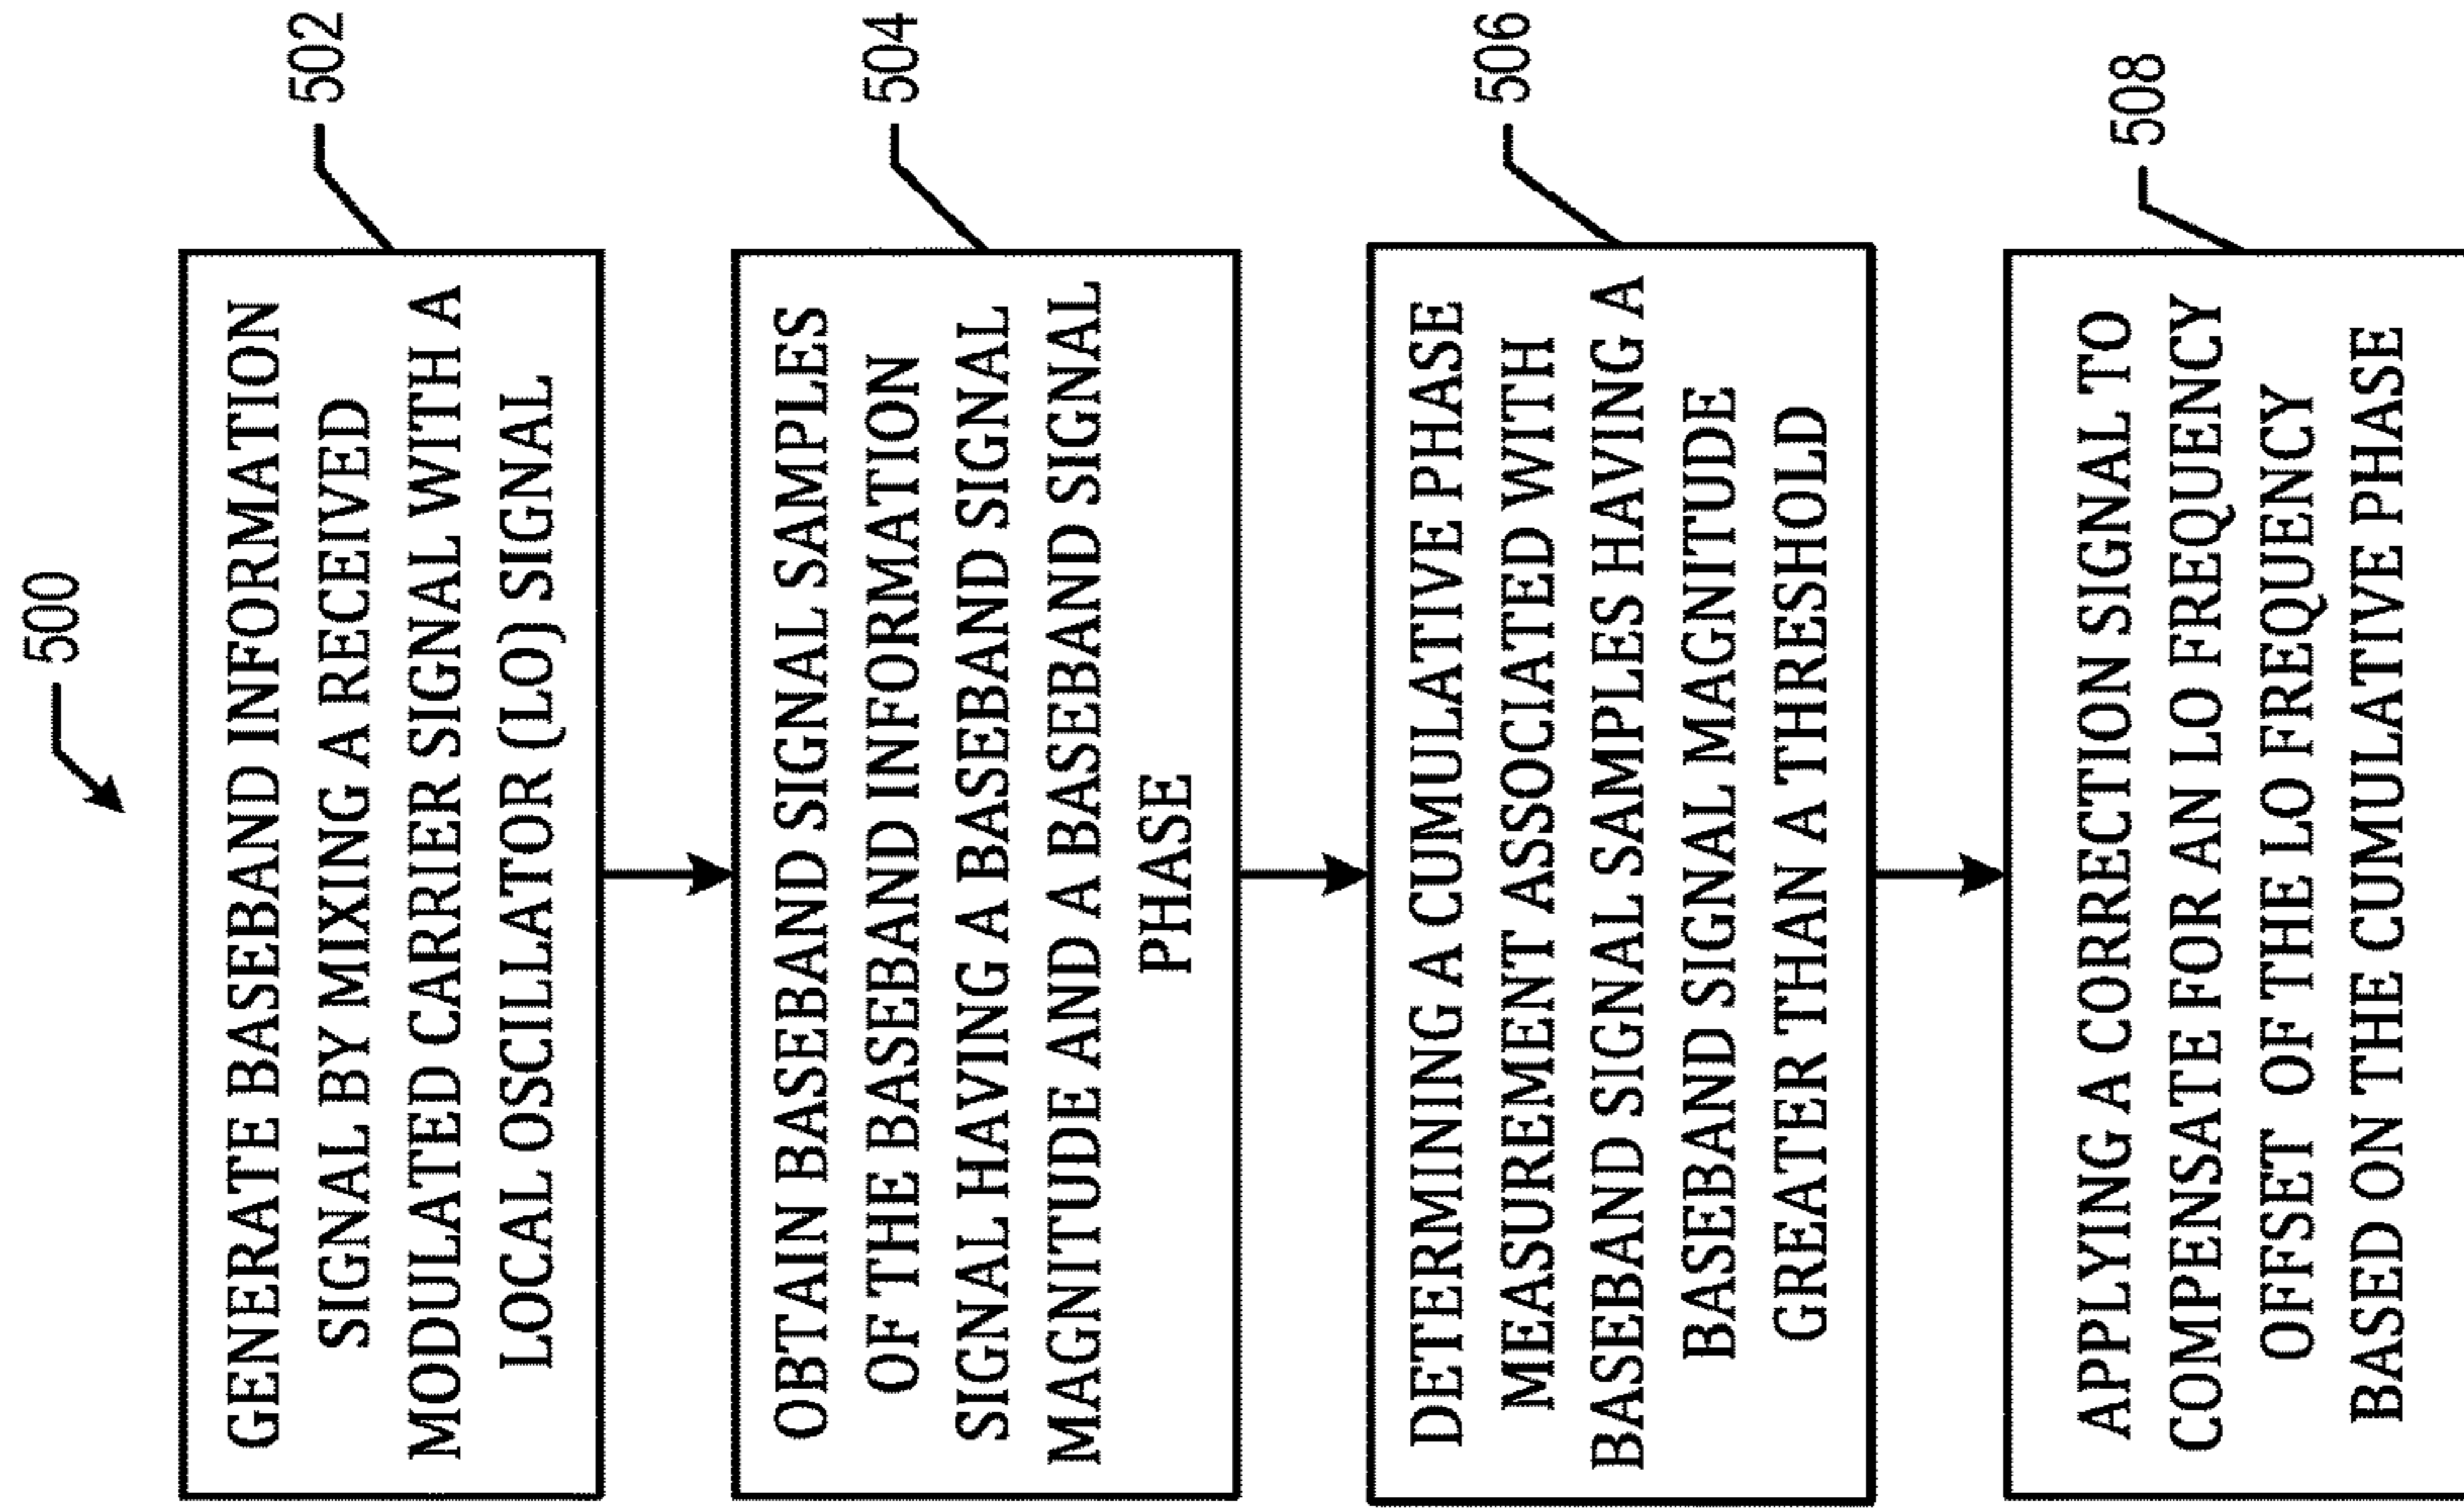 500
GENERATE BASEBAND INFORMATION
SIGNAL BY MIXING A RECEIVED
MODULATED CARRIER SIGNAL WITH A
LOCAL OSCILLATOR (LO) SIGNAL
502
OBTAIN BASEBAND SIGNAL SAMPLES
OF THE BASEBAND INFORMATION
SIGNAL HAVING A BASEBAND SIGNAL
MAGNITUDE AND A BASEBAND SIGNAL
PHASE
504
DETERMINING A CUMULATIVE PHASE
MEASUREMENT ASSOCIATED WITH
BASEBAND SIGNAL SAMPLES HAVING A
BASEBAND SIGNAL MAGNITUDE
GREATER THAN A THRESHOLD
506
APPLYING A CORRECTION SIGNAL TO
COMPENSATE FOR AN LO FREQUENCY
OFFSET OF THE LO FREQUENCY
BASED ON THE CUMULATIVE PHASE
508